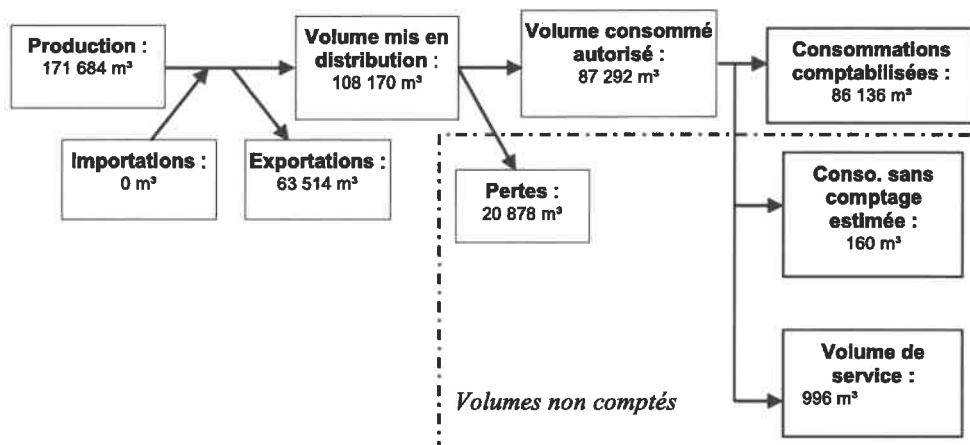 Production :
171 684 m³
Volume mis en
distribution :
108 170 m³
Volume consommé
autorisé :
87 292 m³
Consommations
comptabilisées :
86 136 m³
Importations :
0 m³
Exportations :
63 514 m³
Pertes :
20 878 m³
Conso. sans
comptage
estimée :
160 m³
Volume de
service :
996 m³
Volumes non comptés